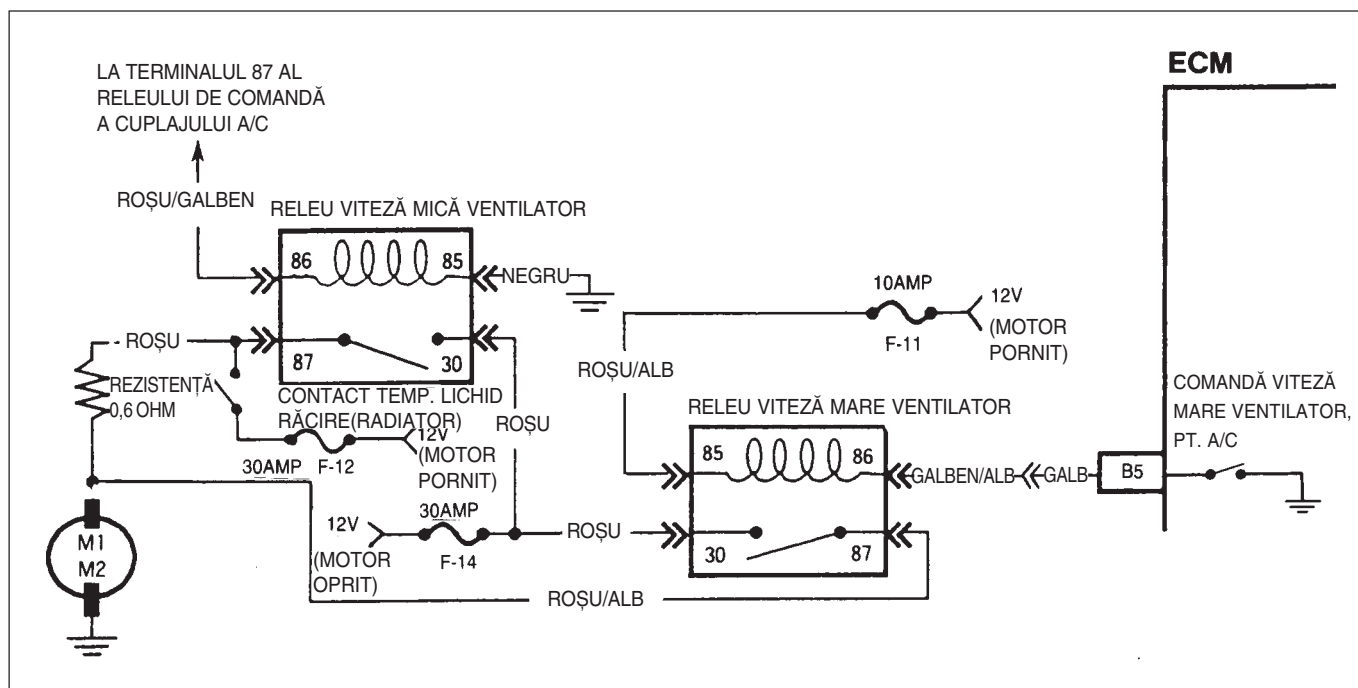 LA TERMINALUL 87 AL
RELEULUI DE COMANDĂ
A CUPLAJULUI A/C
ECM
ROȘU/GALBEN
RELEU VITEZĂ MICĂ VENTILATOR
86
85
NEGRU
87
30
ROȘU
REZISTENȚĂ
0,6 OHM
CONTACT TEMP. LICHID
RĂCIRE(RADIATOR)
ROȘU
12V
(MOTOR
PORNIT)
30AMP
F-12
10AMP
F-11
12V
(MOTOR
PORNIT)
ROȘU/ALB
RELEU VITEZĂ MARE VENTILATOR
85
86
GALBEN/ALB
GALB
B5
COMANDĂ VITEZĂ
MARE VENTILATOR,
PT. A/C
30
87
12V
(MOTOR
OPRIT)
30AMP
F-14
ROȘU
M1
M2
ROȘU/ALB